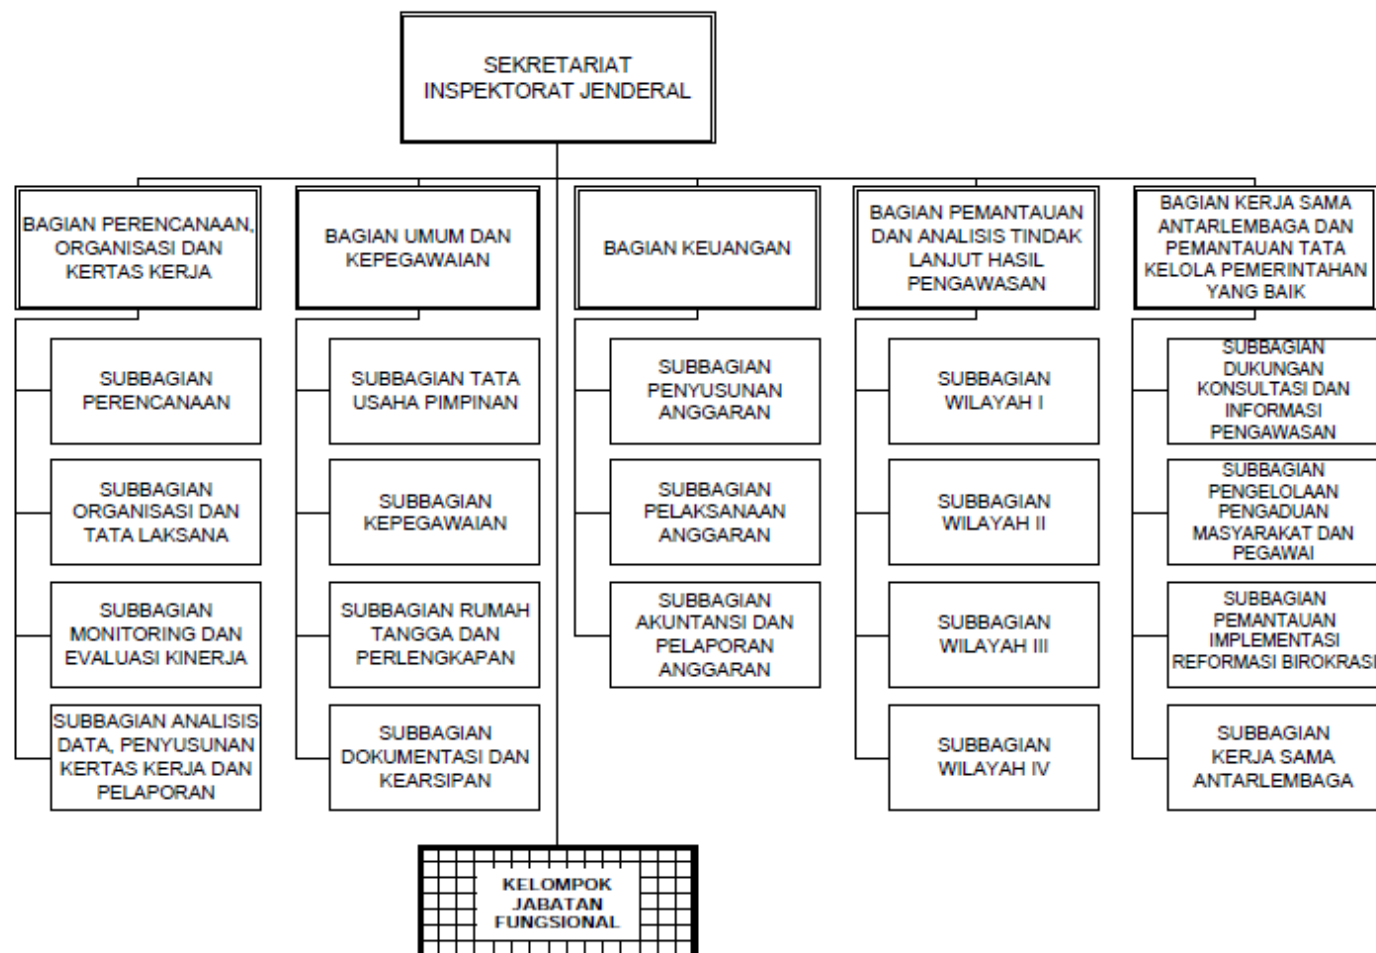 SEKRETARIAT
INSPEKTORAT JENDERAL
BAGIAN PERENCANAAN,
ORGANISASI DAN
KERTAS KERJA
BAGIAN UMUM DAN
KEPEGAWAIAN
BAGIAN KEUANGAN
BAGIAN PEMANTAUAN
DAN ANALISIS TINDAK
LANJUT HASIL
PENGAWASAN
BAGIAN KERJA SAMA
ANTARLEMBAGA DAN
PEMANTAUAN TATA
KELOLA PEMERINTAHAN
YANG BAIK
SUBBAGIAN
PERENCANAAN
SUBBAGIAN
ORGANISASI DAN
TATA LAKSANA
SUBBAGIAN
MONITORING DAN
EVALUASI KINERJA
SUBBAGIAN ANALISIS
DATA, PENYUSUNAN
KERTAS KERJA DAN
PELAPORAN
SUBBAGIAN TATA
USAHA PIMPINAN
SUBBAGIAN
KEPEGAWAIAN
SUBBAGIAN RUMAH
TANGGA DAN
PERLENGKAPAN
SUBBAGIAN
DOKUMENTASI DAN
KEARSIPAN
SUBBAGIAN
PENYUSUNAN
ANGGARAN
SUBBAGIAN
PELAKSANAAN
ANGGARAN
SUBBAGIAN
AKUNTANSI DAN
PELAPORAN
ANGGARAN
SUBBAGIAN
WILAYAH I
SUBBAGIAN
WILAYAH II
SUBBAGIAN
WILAYAH III
SUBBAGIAN
WILAYAH IV
SUBBAGIAN
DUKUNGAN
KONSULTASI DAN
INFORMASI
PENGAWASAN
SUBBAGIAN
PENGELOLAAN
PENGADUAN
MASYARAKAT DAN
PEGAWAI
SUBBAGIAN
PEMANTAUAN
IMPLEMENTASI
REFORMASI BIROKRASI
SUBBAGIAN
KERJA SAMA
ANTARLEMBAGA
KELOMPOK
JABATAN
FUNGSIONAL